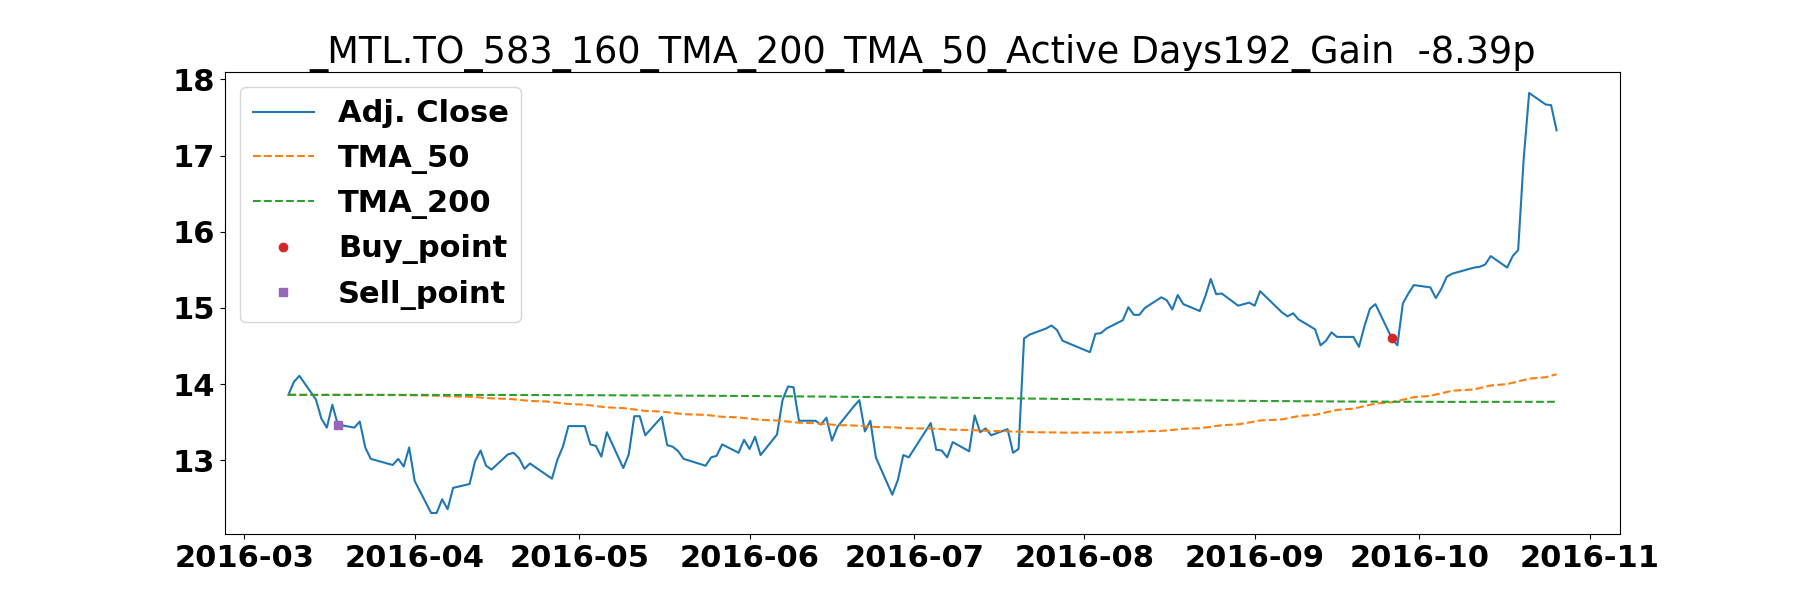 _MTL.TO_583_160_TMA_200_TMA_50_Active Days192_Gain  -8.39p
18
17
16
15
14
13
Adj. Close
TMA_50
TMA_200
Buy_point
Sell_point
2016-03 2016-04 2016-05 2016-06 2016-07 2016-08 2016-09 2016-10 2016-11